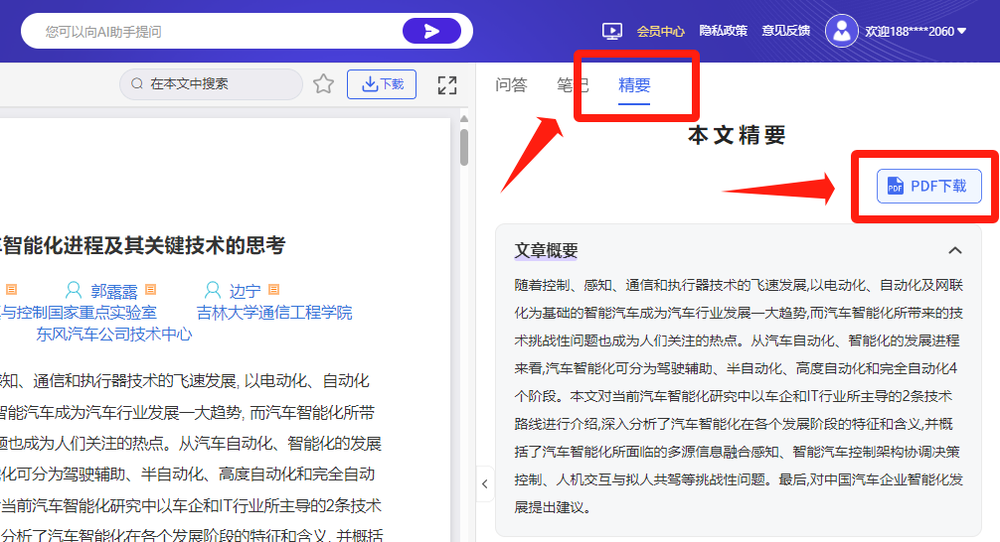 您可以向AI助手提问
会员中心
隐私政策
意见反馈
欢迎188****2060
在本文中搜索
下载
车智能化进程及其关键技术的思考
郭露露
边宁
与控制国家重点实验室
吉林大学通信工程学院
东风汽车公司技术中心
感知、通信和执行器技术的飞速发展, 以电动化、自动化
智能汽车成为汽车行业发展一大趋势, 而汽车智能化所带
题也成为人们关注的热点。从汽车自动化、智能化的发展
化可分为驾驶辅助、半自动化、高度自动化和完全自动
当前汽车智能化研究中以车企和IT行业所主导的2条技术
分析了汽车智能化在各个发展阶段的特征和含义, 并概括
问答
笔记
精要
本文精要
PDF下载
文章概要
随着控制、感知、通信和执行器技术的飞速发展,以电动化、自动化及网联
化为基础的智能汽车成为汽车行业发展一大趋势,而汽车智能化所带来的技
术挑战性问题也成为人们关注的热点。从汽车自动化、智能化的发展进程
来看,汽车智能化可分为驾驶辅助、半自动化、高度自动化和完全自动化4
个阶段。本文对当前汽车智能化研究中以车企和IT行业所主导的2条技术
路线进行介绍,深入分析了汽车智能化在各个发展阶段的特征和含义,并概
括了汽车智能化所面临的多源信息融合感知、智能汽车控制架构协调决策
控制、人机交互与拟人共驾等挑战性问题。最后,对中国汽车企业智能化发
展提出建议。